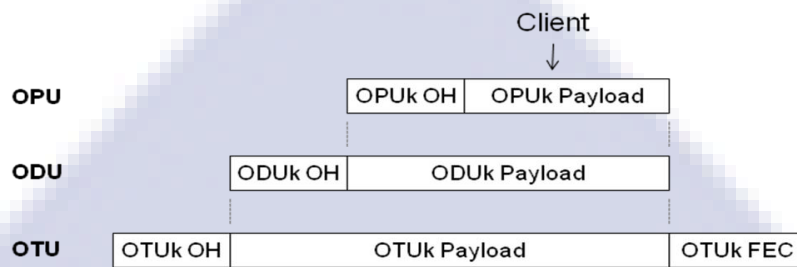 Client
OPU OPUk OH OPUk Payload
ODU ODUk OH ODUk Payload
OTU OTUk OH OTUk Payload OTUk FEC